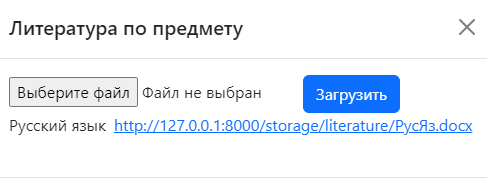 Литература по предмету
Выберите файл Файл не выбран Загрузить
Русский язык http://127.0.0.1:8000/storage/literature/РусЯз.docx